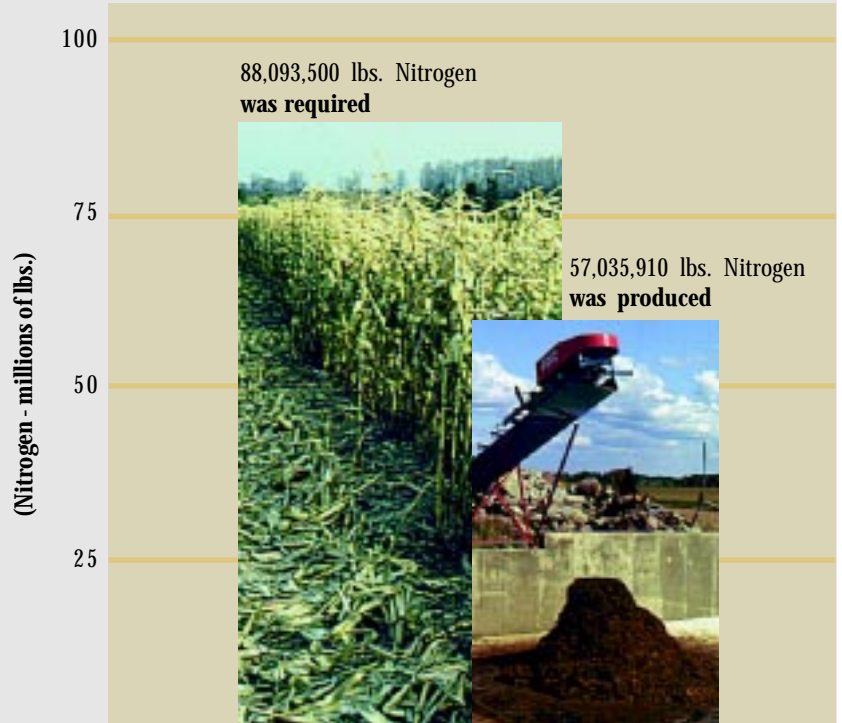 100
88,093,500 lbs. Nitrogen
was required
75
57,035,910 lbs. Nitrogen
was produced
50
25
(Nitrogen - millions of lbs.)